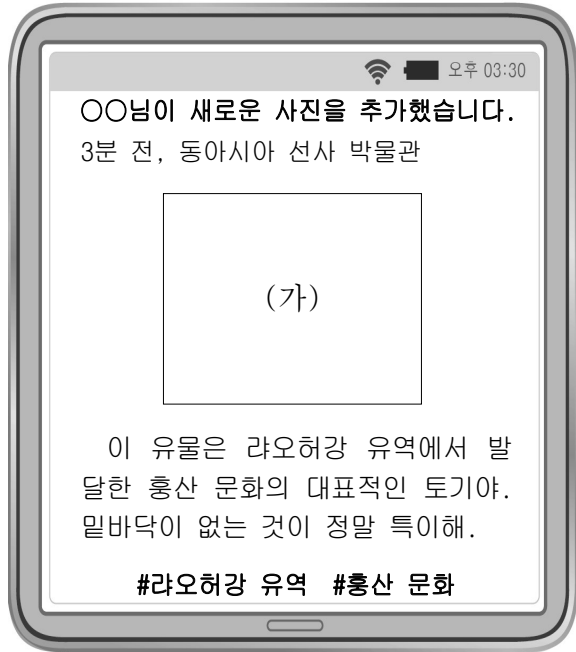 오후 03:30
○○님이 새로운 사진을 추가했습니다.
3분 전, 동아시아 선사 박물관
(가)
이 유물은 랴오허강 유역에서 발
달한 훙산 문화의 대표적인 토기야.
밑바닥이 없는 것이 정말 특이해.
#랴오허강 유역 #훙산 문화